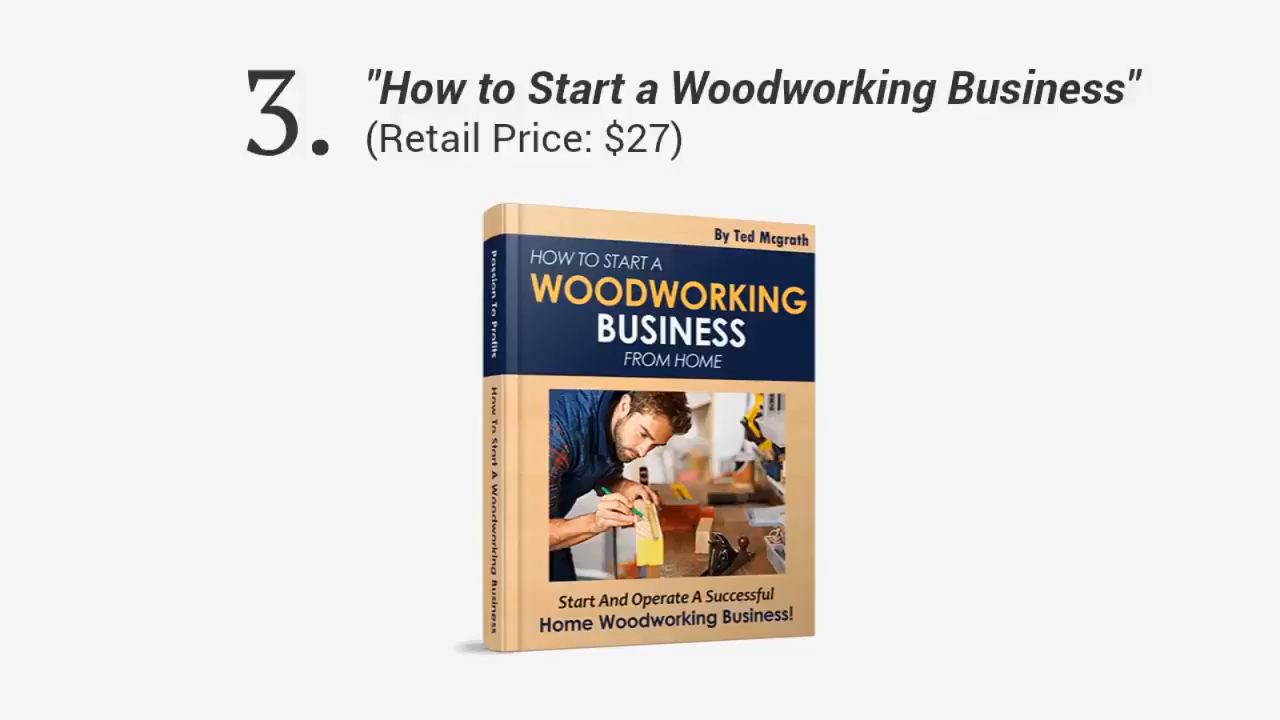 3.
"How to Start a Woodworking Business"
(Retail Price: $27)
By Ted Mcgrath
HOW TO START A
WOODWORKING
BUSINESS
FROM HOME
Start And Operate A Successful
Home Woodworking Business!
Passion To Profits
How To Start A Woodworking Business